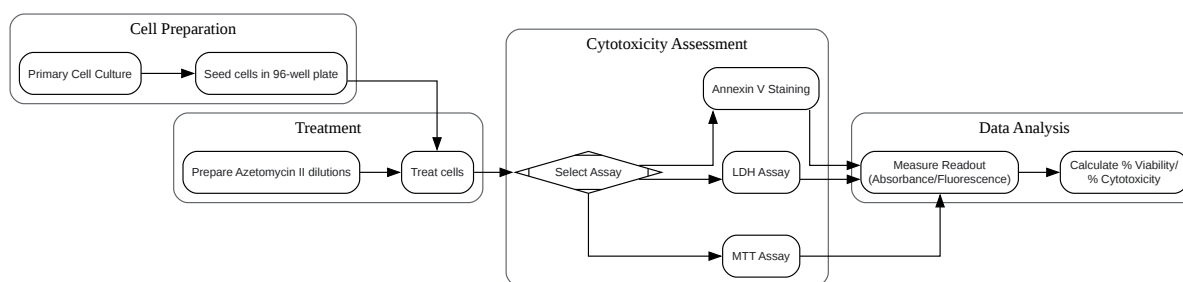 Cell Preparation
Primary Cell Culture
Seed cells in 96-well plate
Treatment
Prepare Azetomycin II dilutions
Treat cells
Cytotoxicity Assessment
Select Assay
Annexin V Staining
LDH Assay
MTT Assay
Data Analysis
Measure Readout
(Absorbance/Fluorescence)
Calculate % Viability/
% Cytotoxicity